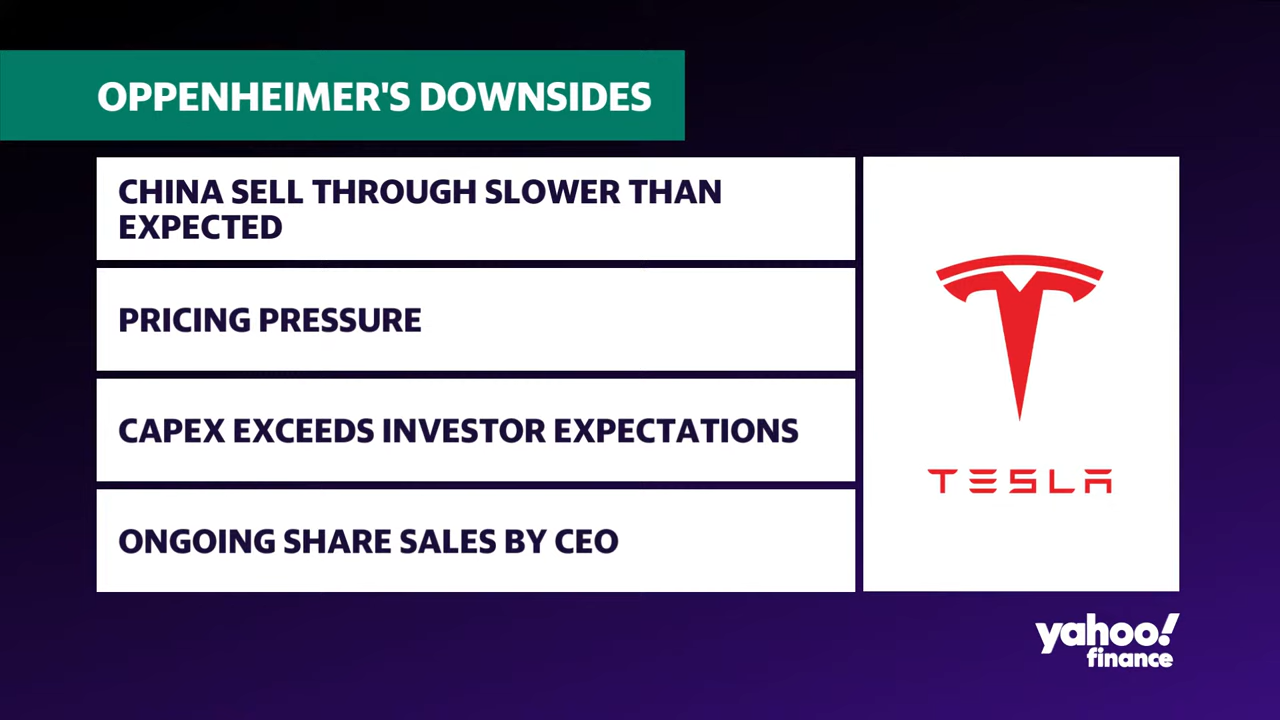 OPPENHEIMER'S DOWNSIDES
CHINA SELL THROUGH SLOWER THAN
EXPECTED
PRICING PRESSURE
CAPEX EXCEEDS INVESTOR EXPECTATIONS
ONGOING SHARE SALES BY CEO
TESLA
yahoo!
finance